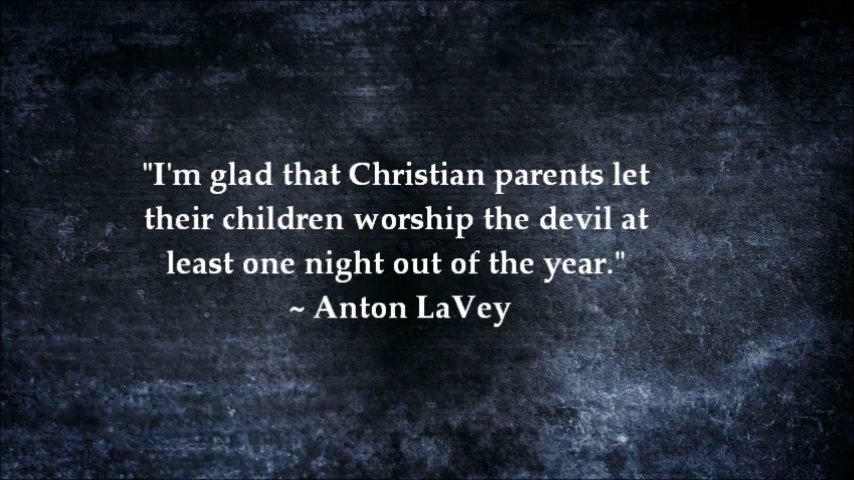 "I'm glad that Christian parents let
their children worship the devil at
least one night out of the year."
~ Anton LaVey